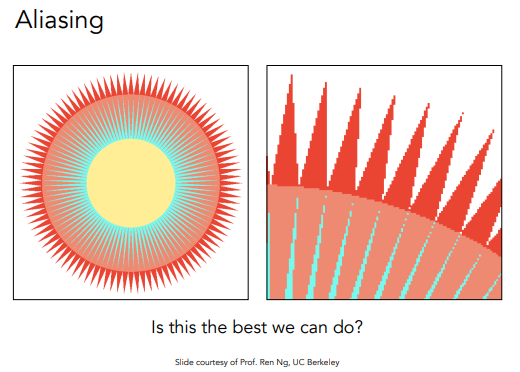 Aliasing
Is this the best we can do?
Slide courtesy of Prof. Ren Ng, UC Berkeley